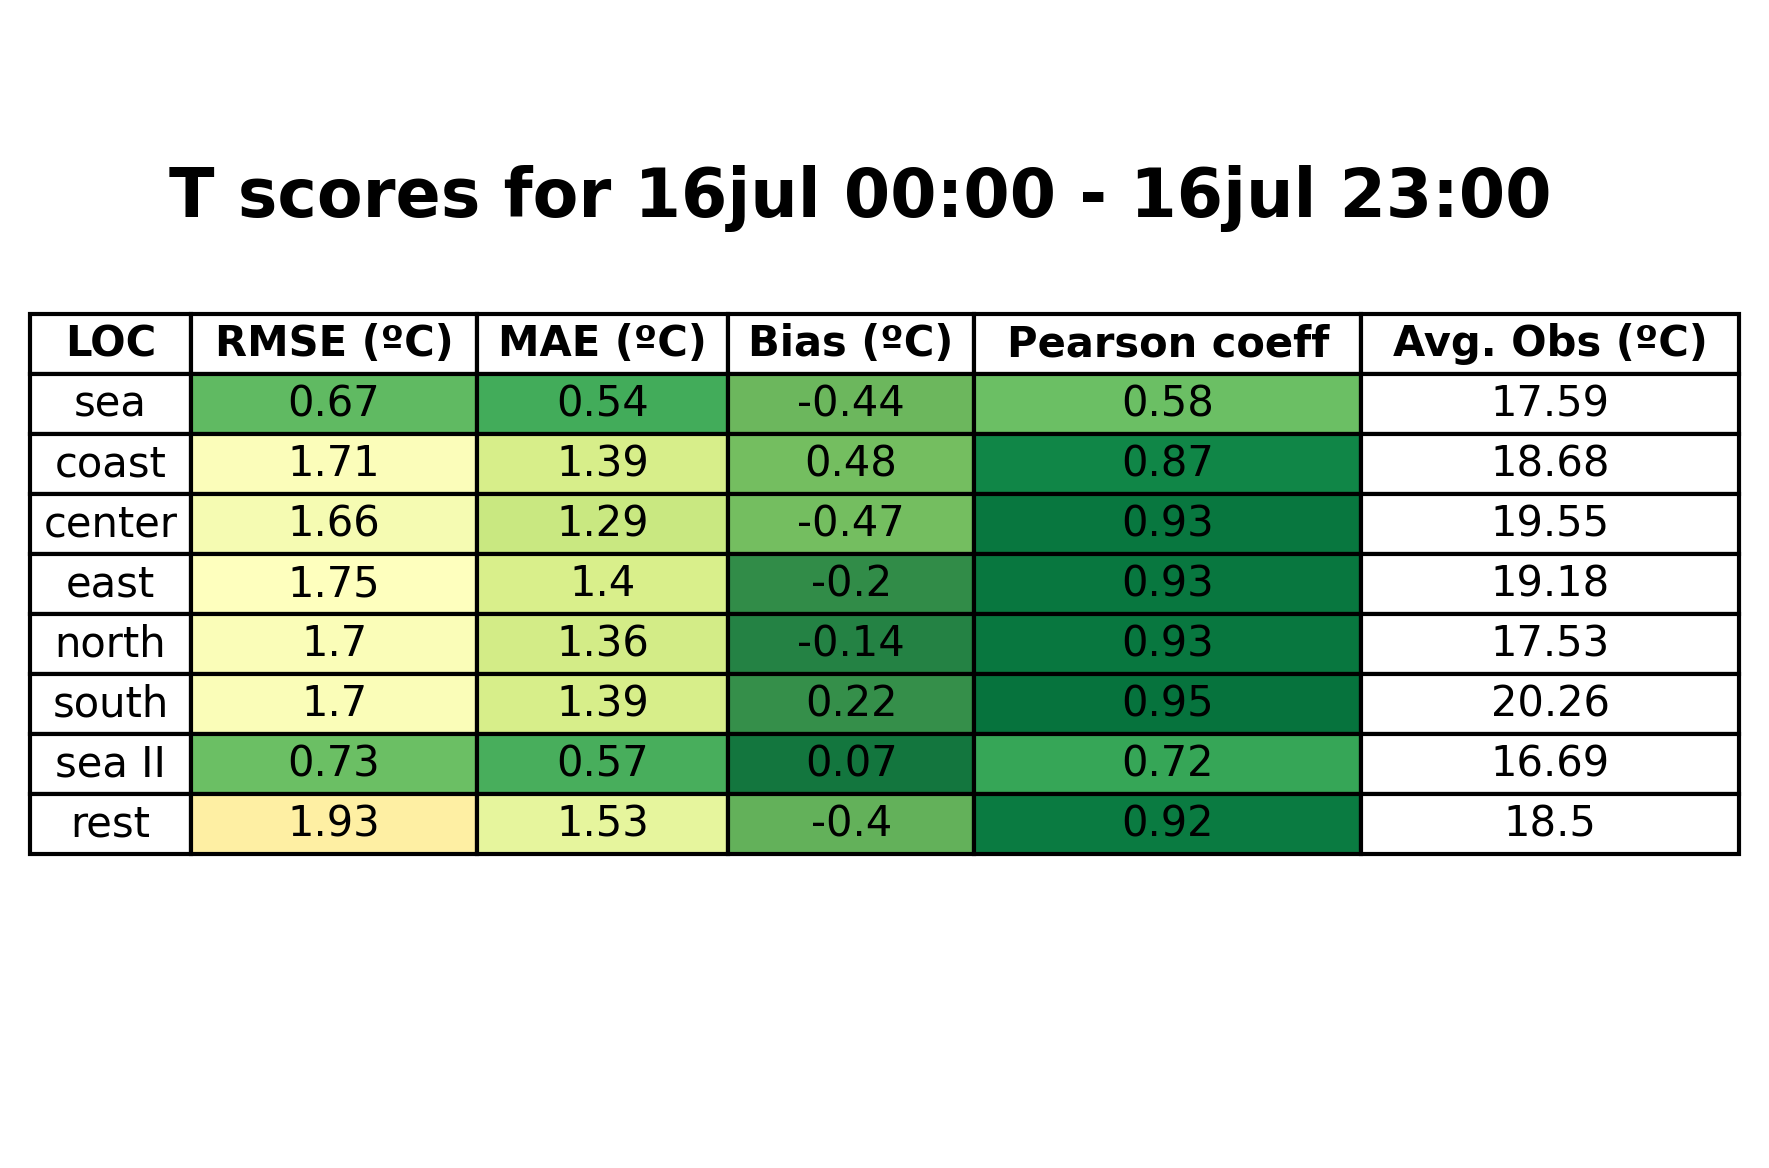 T scores for 16jul 00:00 - 16jul 23:00
LOC RMSE (ºC) MAE (ºC) Bias (ºC) Pearson coeff Avg. Obs (ºC)
sea 0.67 0.54 -0.44 0.58 17.59
coast 1.71 1.39 0.48 0.87 18.68
center 1.66 1.29 -0.47 0.93 19.55
east 1.75 1.4 -0.2 0.93 19.18
north 1.7 1.36 -0.14 0.93 17.53
south 1.7 1.39 0.22 0.95 20.26
sea II 0.73 0.57 0.07 0.72 16.69
rest 1.93 1.53 -0.4 0.92 18.5